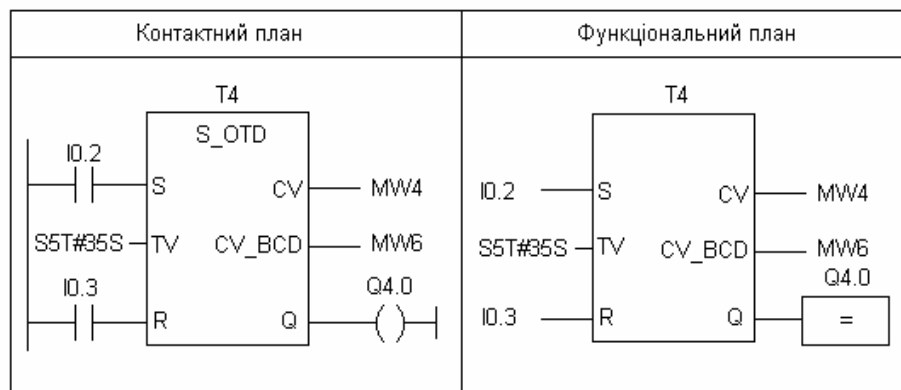 Контактний план
Функціональний план
T4
S_OTD
I0.2
S
CV
MW4
S5T#35S
TV
CV_BCD
MW6
I0.3
R
Q
Q4.0
T4
I0.2
S
CV
MW4
S5T#35S
TV
CV_BCD
MW6
I0.3
R
Q
Q4.0
=